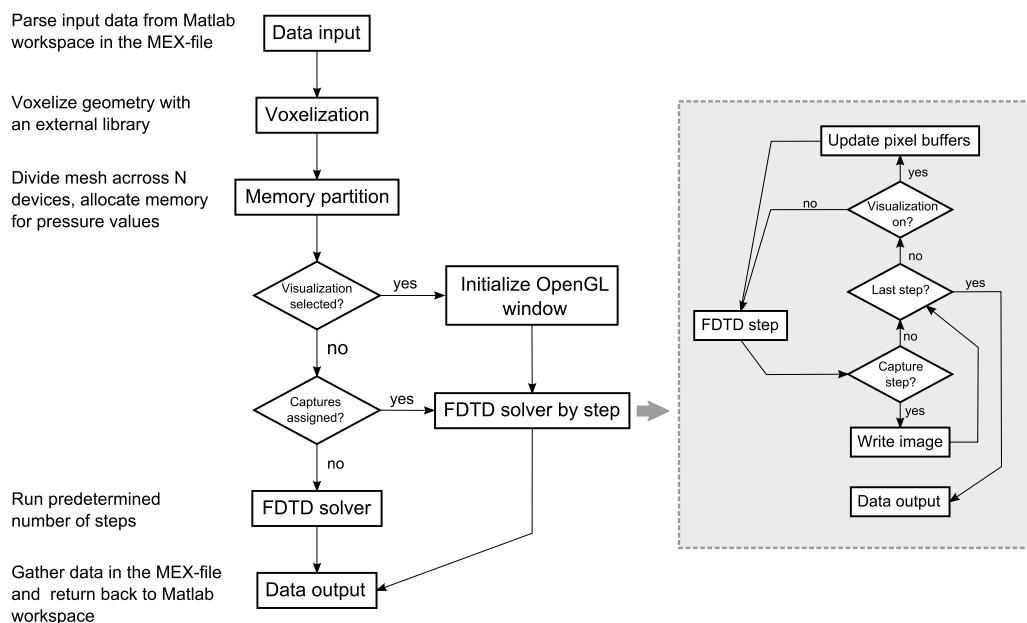 Parse input data from Matlab
workspace in the MEX-file
Data input
Voxelize geometry with
an external library
Voxelization
Divide mesh acrross N
devices, allocate memory
for pressure values
Memory partition
Visualization
selected?
yes
Initialize OpenGL
window
no
Captures
assigned?
yes
FDTD solver by step
no
Run predetermined
number of steps
FDTD solver
Gather data in the MEX-file
and return back to Matlab
workspace
Data output
Update pixel buffers
yes
Visualization
on?
no
no
Last step?
yes
FDTD step
no
Capture
step?
yes
Write image
Data output